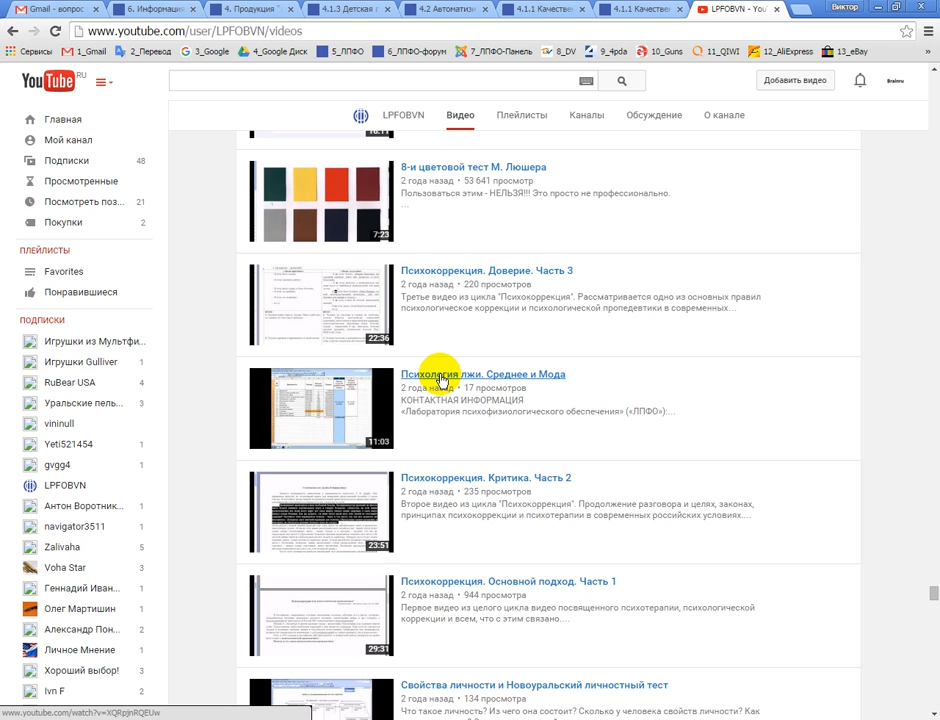 Gmail - вопрос
6. Информаци
4. Продукция
4.1.3 Детская г
4.2 Автоматиз
4.1.1 Качестве
4.1.1 Качестве
LPFOBVN - You
Виктор
www.youtube.com/user/LPFOBVN/videos
Сервисы
1_Gmail
2_Перевод
3_Google
4_Google Диск
5_ЛПФО
6_ЛПФО-форум
7_ЛПФО-Панель
8_DV
9_4pda
10_Guns
11_QIWI
12_AliExpress
13_eBay
»
YouTube RU
Добавить видео
Brainru
LPFOBVN
Видео
Плейлисты
Каналы
Обсуждение
О канале
Главная
Мой канал
Подписки 48
Просмотренные
Посмотреть поз... 21
Покупки 2
ПЛЕЙЛИСТЫ
Favorites
Понравившиеся
ПОДПИСКИ
Игрушки из Мультфи...
Игрушки Gulliver 1
RuBear USA 4
Уральские пель... 3
vininull
Yeti521454 4
gvgg4 1
LPFOBVN
Антон Воротник...
navigator3511 1
Zalivaha 5
Voha Star 3
Геннадий Иван... 1
Олег Мартишин 1
Александр Пон... 1
Личное Мнение 1
Хороший выбор! 3
Ivn F 2
8-и цветовой тест М. Люшера
2 года назад • 53 641 просмотр
Пользоваться этим - НЕЛЬЗЯ!!! Это просто не профессионально.
...
7:23
Психокоррекция. Доверие. Часть 3
2 года назад • 220 просмотров
Третье видео из цикла "Психокоррекция". Рассматривается одно из основных правил
психологической коррекции и психологической пропедевтики в современных...
22:36
Психология лжи. Среднее и Мода
2 года назад • 17 просмотров
КОНТАКТНАЯ ИНФОРМАЦИЯ
«Лаборатория психофизиологического обеспечения» («ЛПФО»):...
11:03
Психокоррекция. Критика. Часть 2
2 года назад • 235 просмотров
Второе видео из цикла "Психокоррекция". Продолжение разговора и целях, законах,
принципах психокоррекции и психотерапии в современных российских условиях....
23:51
Психокоррекция. Основной подход. Часть 1
2 года назад • 944 просмотра
Первое видео из целого цикла видео посвященного психотерапии, психологической
коррекции и всем, что с этим связано....
29:31
Свойства личности и Новоуральский личностный тест
2 года назад • 134 просмотра
Что такое личность? Из чего она состоит? Сколько у человека свойств личности? Как
www.youtube.com/watch?v=XQRpjnRQEUw